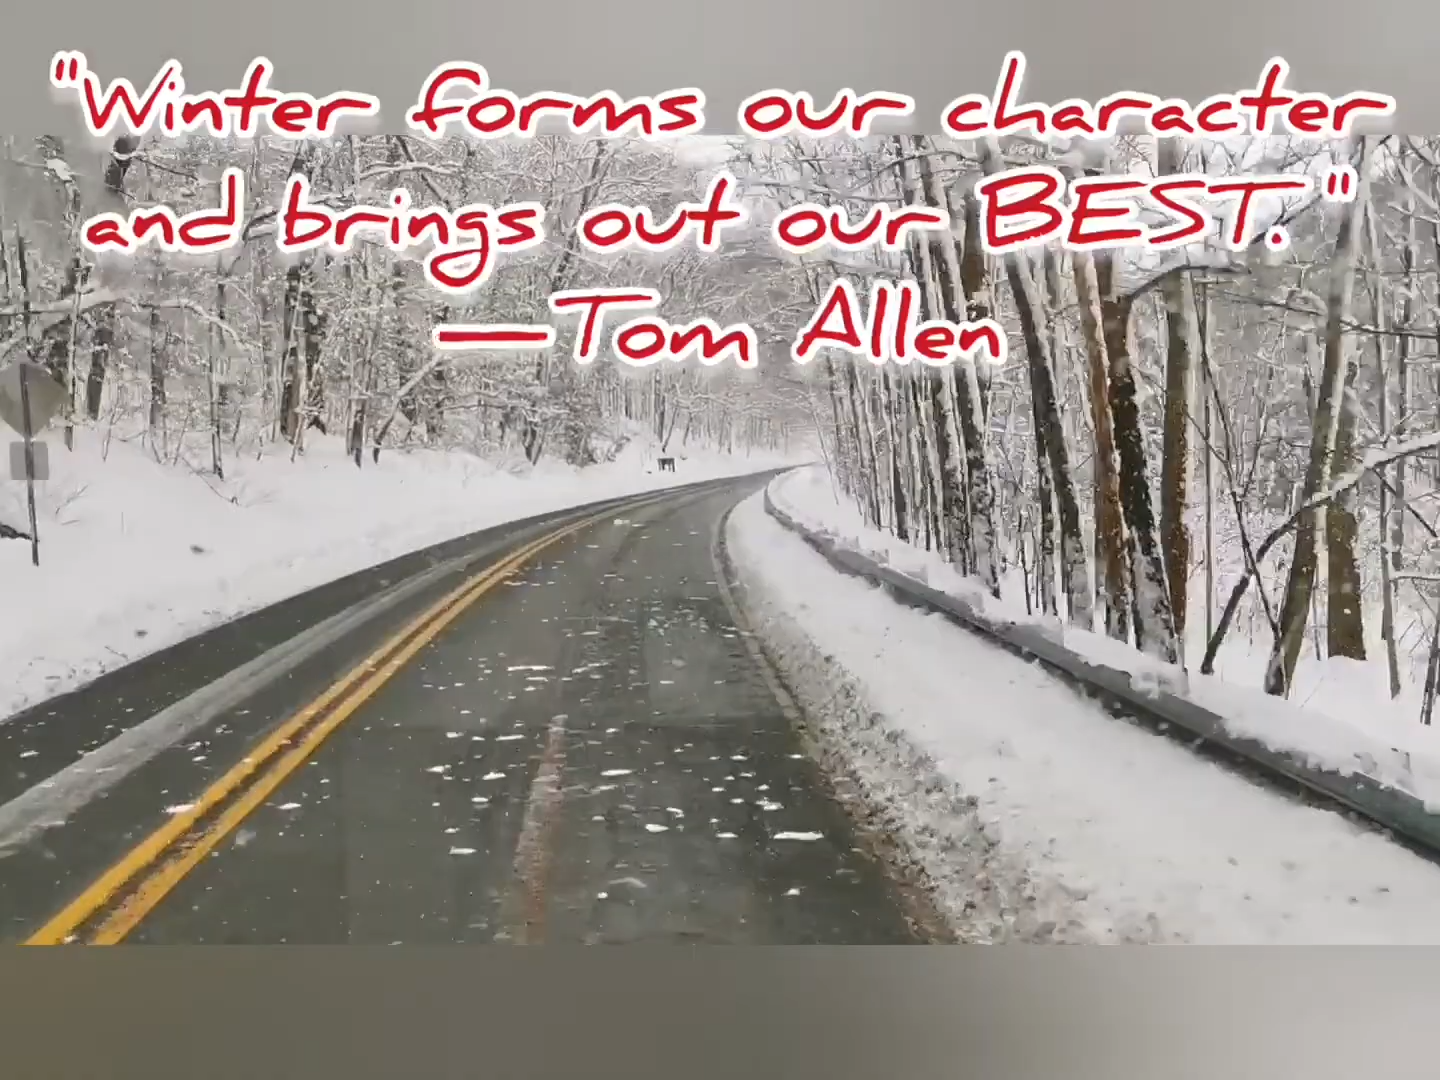 "Winter forms our character
and brings out our BEST."
—Tom Allen